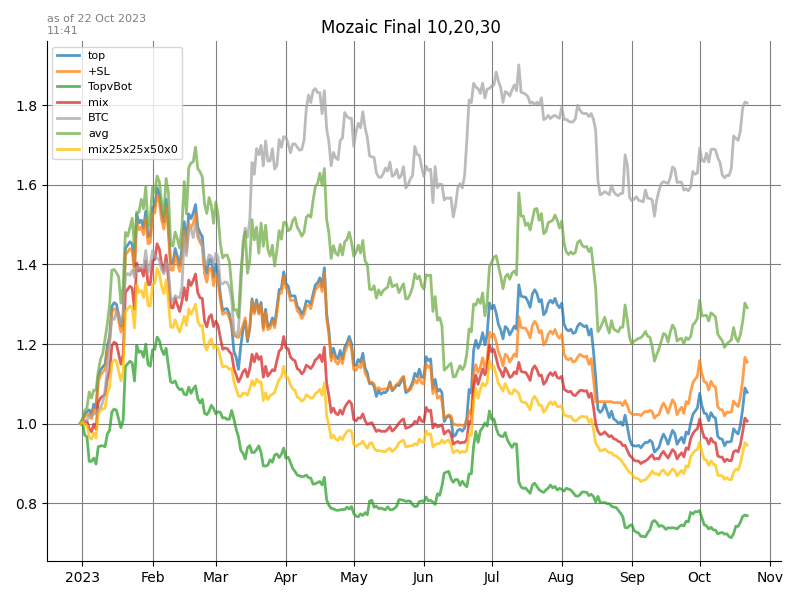 as of 22 Oct 2023
11:41
Mozaic Final 10,20,30
top
+SL
TopvBot
mix
BTC
avg
mix25x25x50x0
1.8
1.6
1.4
1.2
1.0
0.8
2023 Feb Mar Apr May Jun Jul Aug Sep Oct Nov